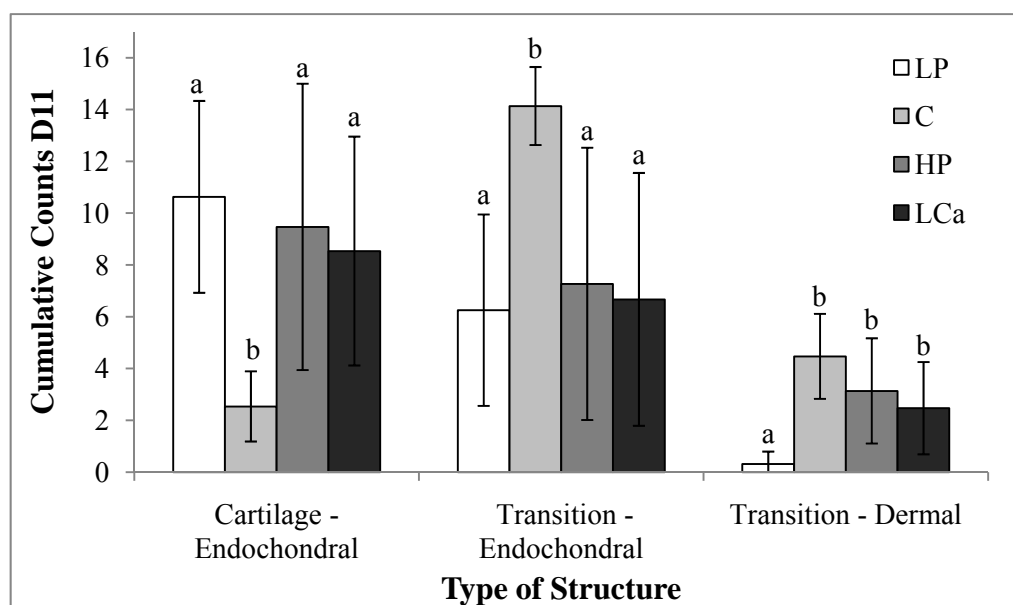 Cumulative Counts D11
16
14
12
10
8
6
4
2
0
a
b
a
a
a
b
a
a
a
b
b
b
LP
C
HP
LCa
Cartilage -
Endochondral
Transition -
Endochondral
Transition - Dermal
Type of Structure